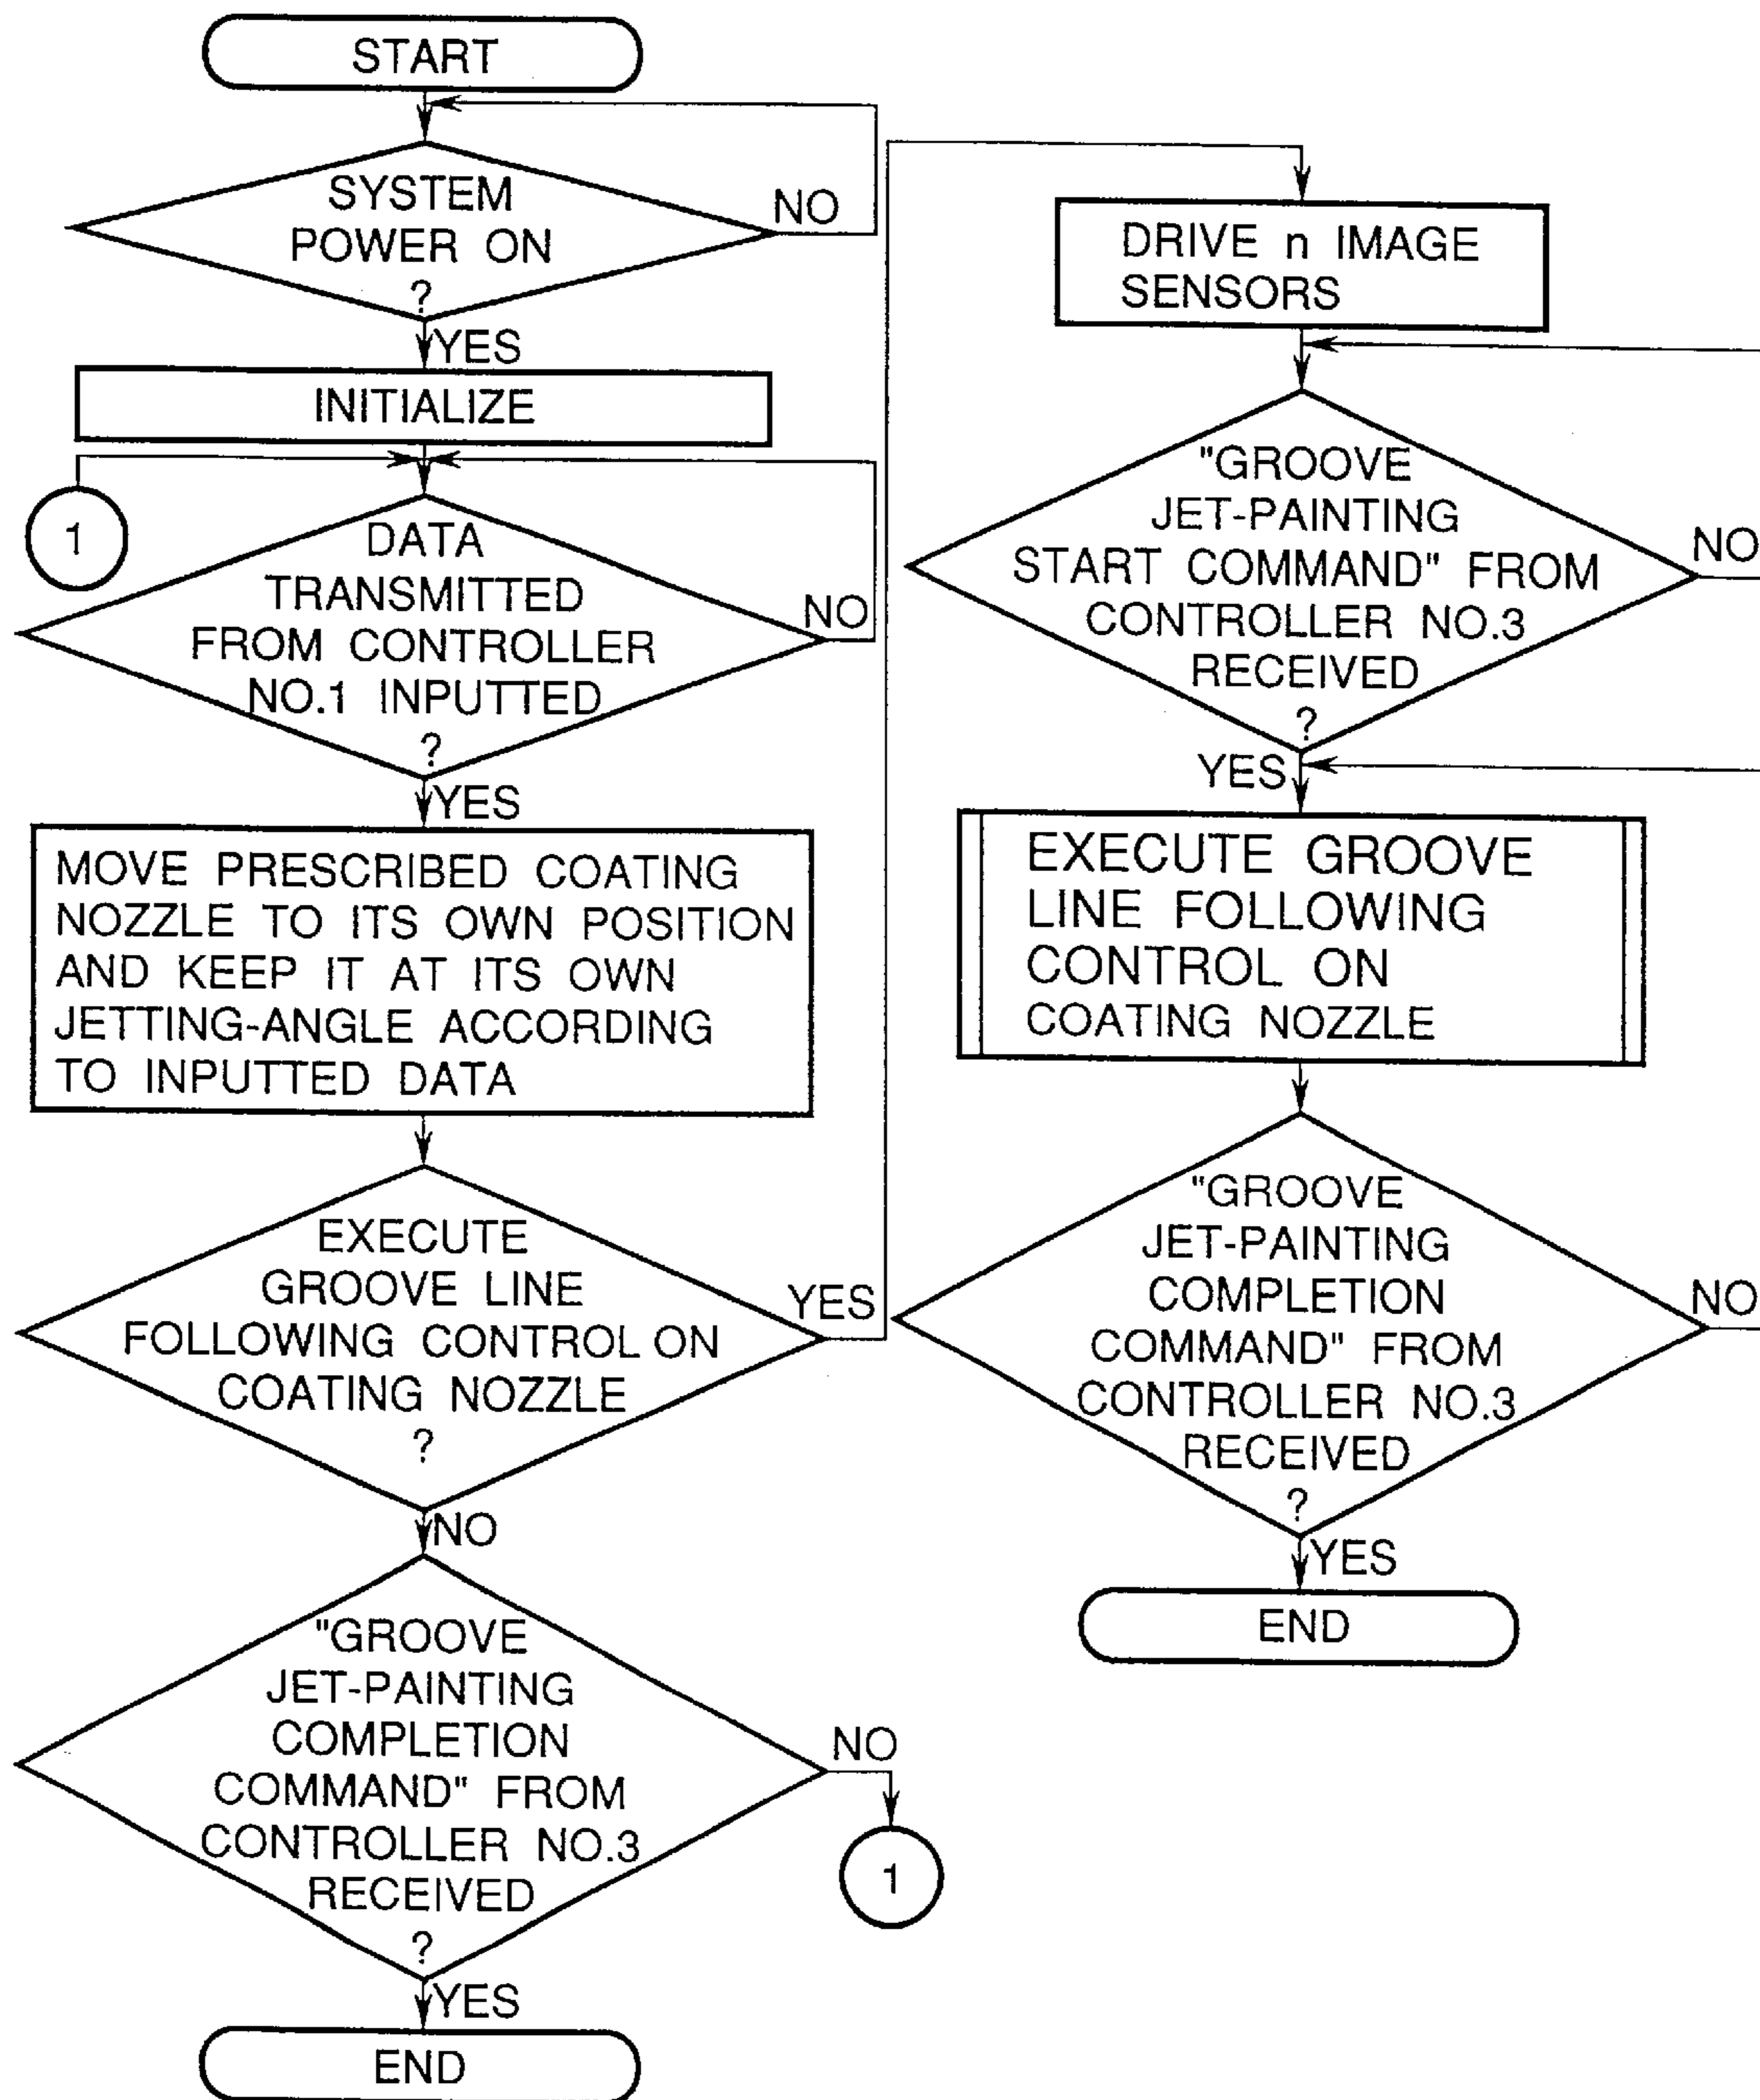 START
SYSTEM
POWER ON
?
NO
YES
INITIALIZE
1
DATA
TRANSMITTED
FROM CONTROLLER
NO.1 INPUTTED
?
NO
YES
MOVE PRESCRIBED COATING
NOZZLE TO ITS OWN POSITION
AND KEEP IT AT ITS OWN
JETTING-ANGLE ACCORDING
TO INPUTTED DATA
EXECUTE
GROOVE LINE
FOLLOWING CONTROL ON
COATING NOZZLE
?
YES
NO
"GROOVE
JET-PAINTING
COMPLETION
COMMAND" FROM
CONTROLLER NO.3
RECEIVED
?
NO
1
YES
END
DRIVE n IMAGE
SENSORS
"GROOVE
JET-PAINTING
START COMMAND" FROM
CONTROLLER NO.3
RECEIVED
?
NO
YES
EXECUTE GROOVE
LINE FOLLOWING
CONTROL ON
COATING NOZZLE
"GROOVE
JET-PAINTING
COMPLETION
COMMAND" FROM
CONTROLLER NO.3
RECEIVED
?
NO
YES
END